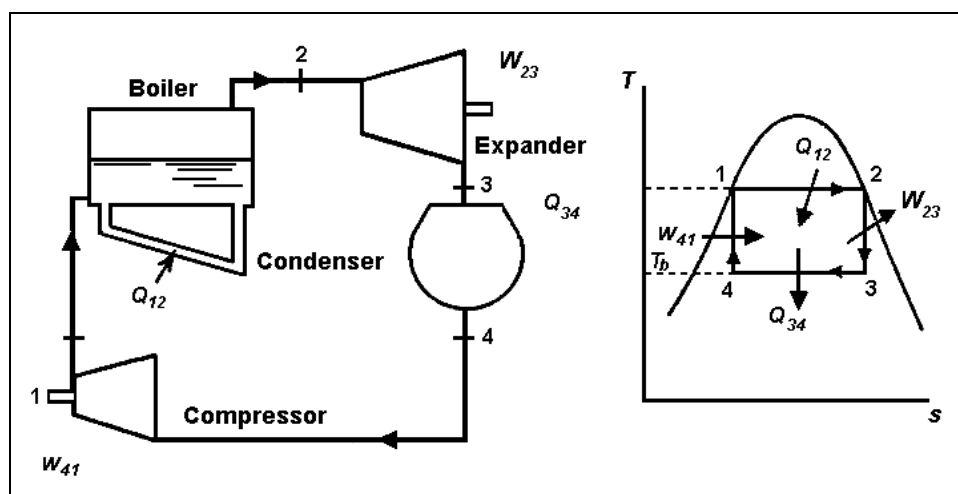 2
W23
Boiler
Expander
3
Q34
Condenser
Q12
4
1
Compressor
W41
T
Q12
1
2
W23
W41
Tb
4
3
Q34
s